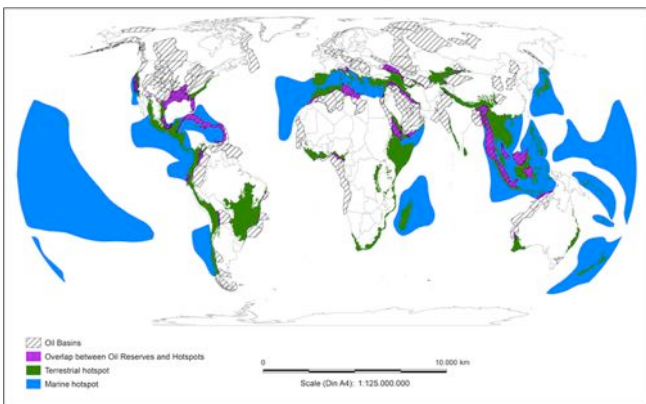 Oil Basins
Overlap between Oil Reserves and Hotspots
Terrestrial hotspot
Marine hotspot
0 10.000 km
Scale (Din A4): 1:125.000.000